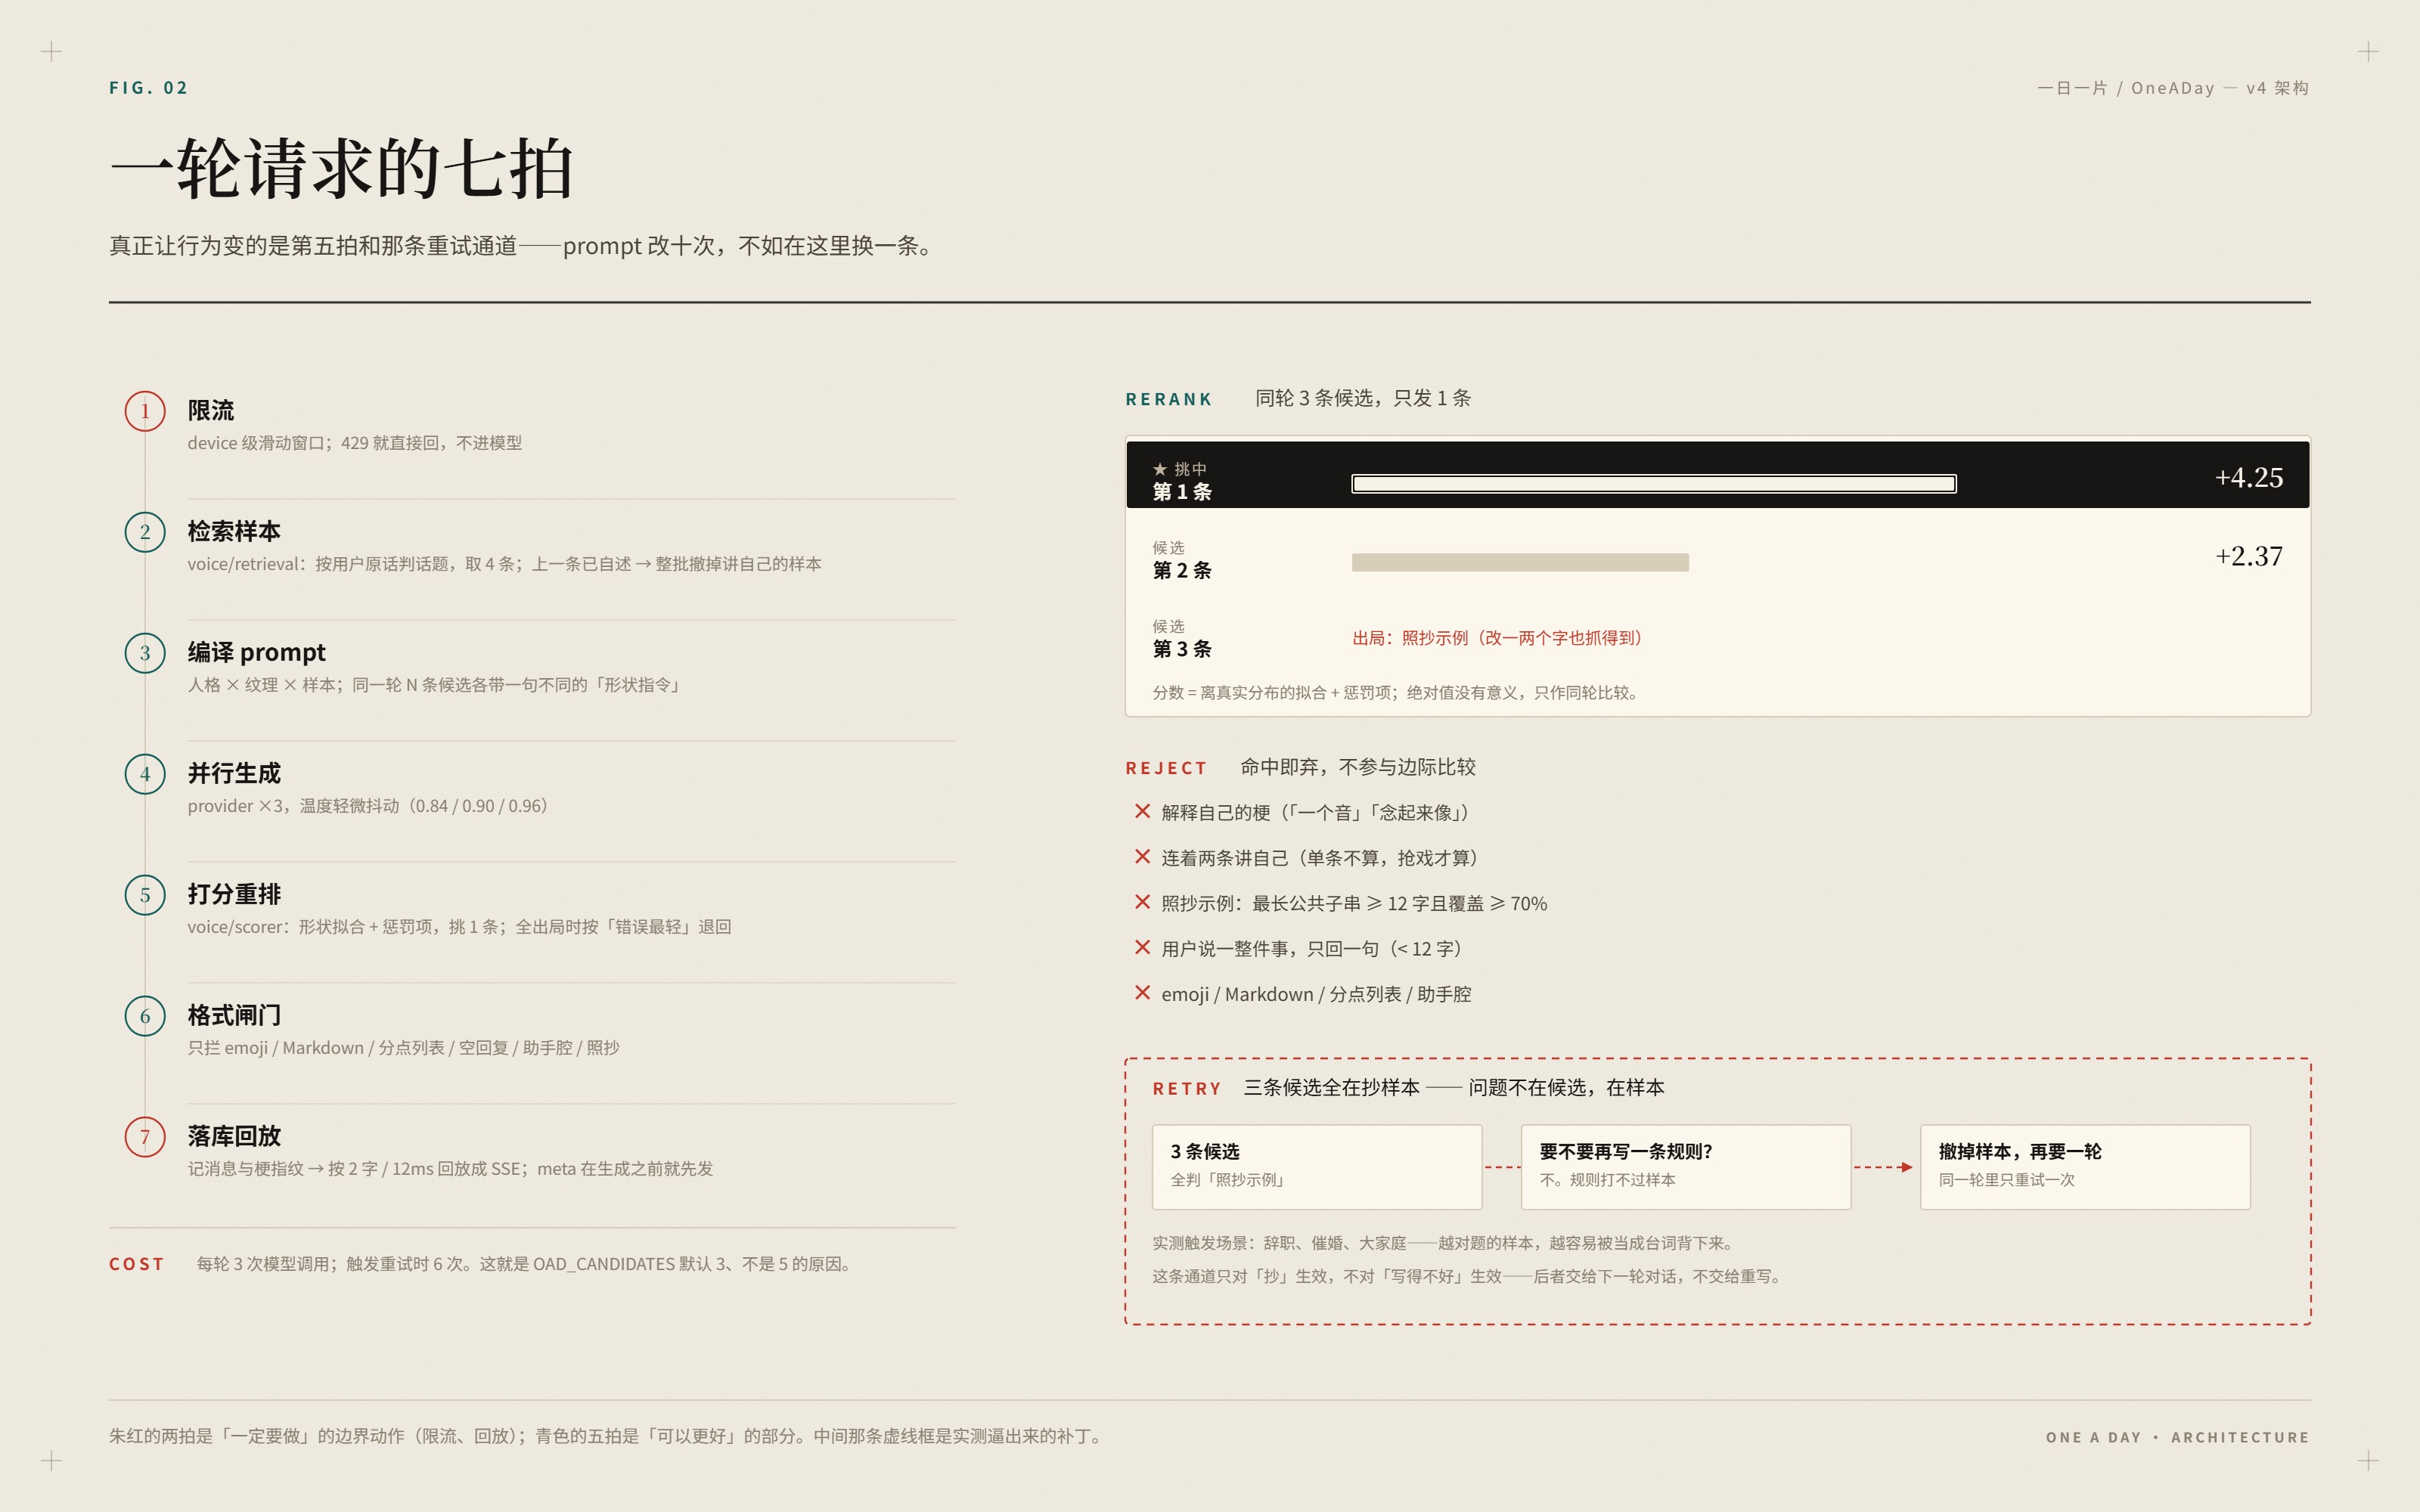 FIG. 02
一日一片 / OneADay — v4 架构
一轮请求的七拍
真正让行为变的是第五拍和那条重试通道——prompt 改十次，不如在这里换一条。
1
限流
device 级滑动窗口；429 就直接回，不进模型
2
检索样本
voice/retrieval：按用户原话判话题，取 4 条；上一条已自述 → 整批撤掉讲自己的样本
3
编译 prompt
人格 × 纹理 × 样本；同一轮 N 条候选各带一句不同的「形状指令」
4
并行生成
provider ×3，温度轻微抖动（0.84 / 0.90 / 0.96）
5
打分重排
voice/scorer：形状拟合 + 惩罚项，挑 1 条；全出局时按「错误最轻」退回
6
格式闸门
只拦 emoji / Markdown / 分点列表 / 空回复 / 助手腔 / 照抄
7
落库回放
记消息与梗指纹 → 按 2 字 / 12ms 回放成 SSE；meta 在生成之前就先发
COST 每轮 3 次模型调用；触发重试时 6 次。这就是 OAD_CANDIDATES 默认 3、不是 5 的原因。
RERANK 同轮 3 条候选，只发 1 条
★ 挑中
第 1 条
+4.25
候选
第 2 条
+2.37
候选
第 3 条
出局：照抄示例（改一两个字也抓得到）
分数 = 离真实分布的拟合 + 惩罚项；绝对值没有意义，只作同轮比较。
REJECT 命中即弃，不参与边际比较
✕ 解释自己的梗（「一个音」「念起来像」）
✕ 连着两条讲自己（单条不算，抢戏才算）
✕ 照抄示例：最长公共子串 ≥ 12 字且覆盖 ≥ 70%
✕ 用户说一整件事，只回一句（< 12 字）
✕ emoji / Markdown / 分点列表 / 助手腔
RETRY 三条候选全在抄样本 —— 问题不在候选，在样本
3 条候选
全判「照抄示例」
要不要再写一条规则？
不。规则打不过样本
撤掉样本，再要一轮
同一轮里只重试一次
实测触发场景：辞职、催婚、大家庭——越对题的样本，越容易被当成台词背下来。
这条通道只对「抄」生效，不对「写得不好」生效——后者交给下一轮对话，不交给重写。
朱红的两拍是「一定要做」的边界动作（限流、回放）；青色的五拍是「可以更好」的部分。中间那条虚线框是实测逼出来的补丁。
ONE A DAY · ARCHITECTURE